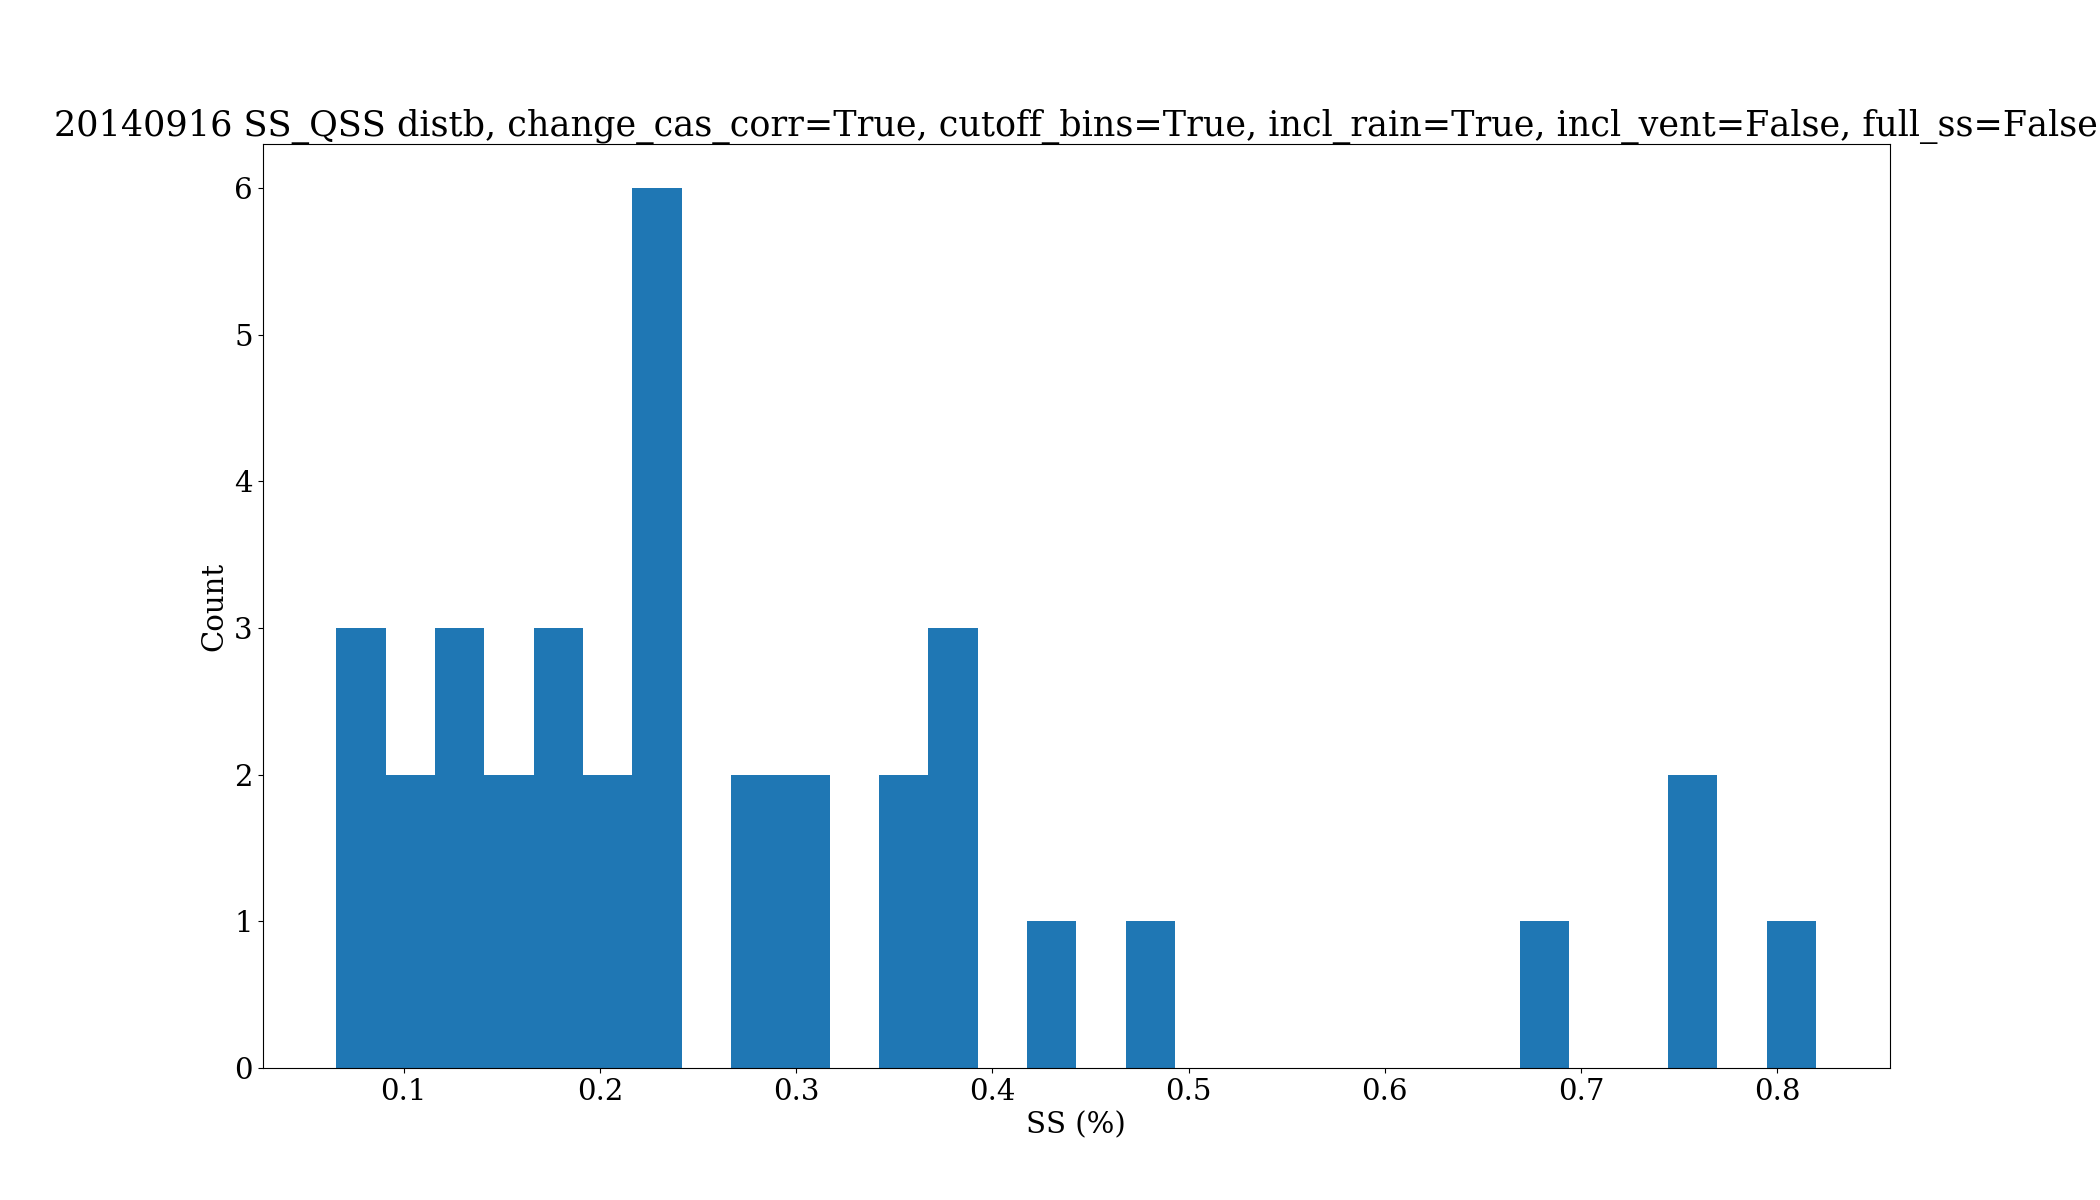 20140916 SS_QSS distb, change_cas_corr=True, cutoff_bins=True, incl_rain=True, incl_vent=False, full_ss=False
6
5
4
3
2
1
0
Count
0.1 0.2 0.3 0.4 0.5 0.6 0.7 0.8
SS (%)